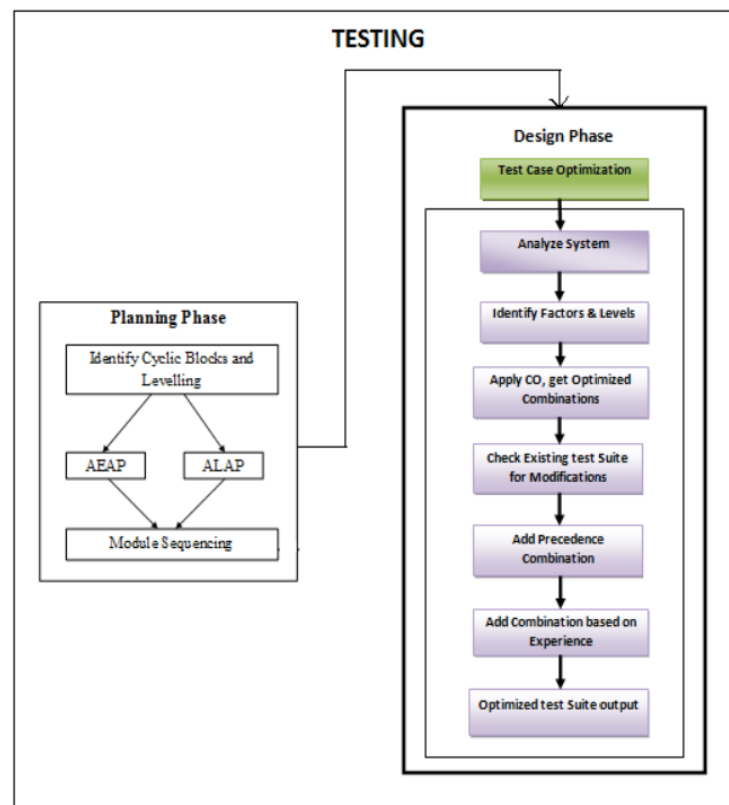 TESTING
Planning Phase
Identify Cyclic Blocks and
Levelling
AEAP
ALAP
Module Sequencing
Design Phase
Test Case Optimization
Analyze System
Identify Factors & Levels
Apply CO, get Optimized
Combinations
Check Existing test Suite
for Modifications
Add Precedence
Combination
Add Combination based on
Experience
Optimized test Suite output